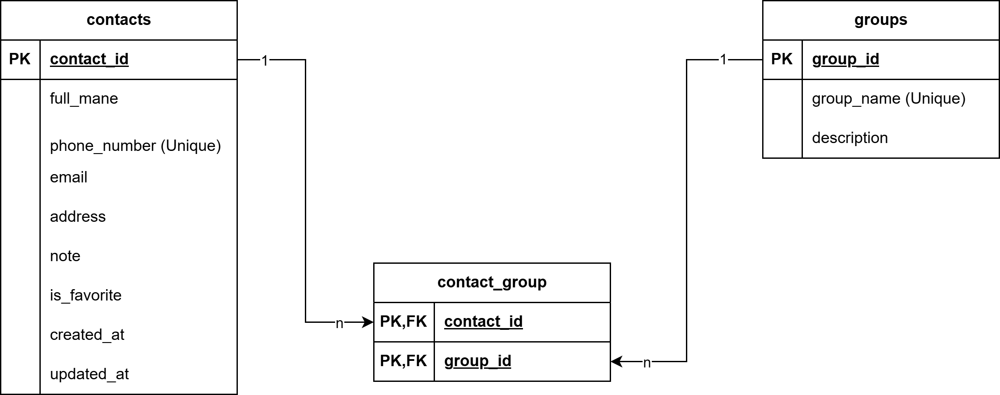 contacts
PK contact_id
full_mane
phone_number (Unique)
email
address
note
is_favorite
created_at
updated_at
1
n
contact_group
PK,FK contact_id
PK,FK group_id
1
n
groups
PK group_id
group_name (Unique)
description